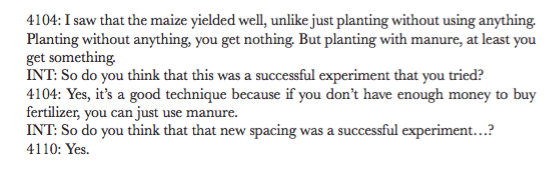 4104: I saw that the maize yielded well, unlike just planting without using anything.
Planting without anything, you get nothing. But planting with manure, at least you
get something.
INT: So do you think that this was a successful experiment that you tried?
4104: Yes, it’s a good technique because if you don’t have enough money to buy
fertilizer, you can just use manure.
INT: So do you think that that new spacing was a successful experiment…?
4110: Yes.